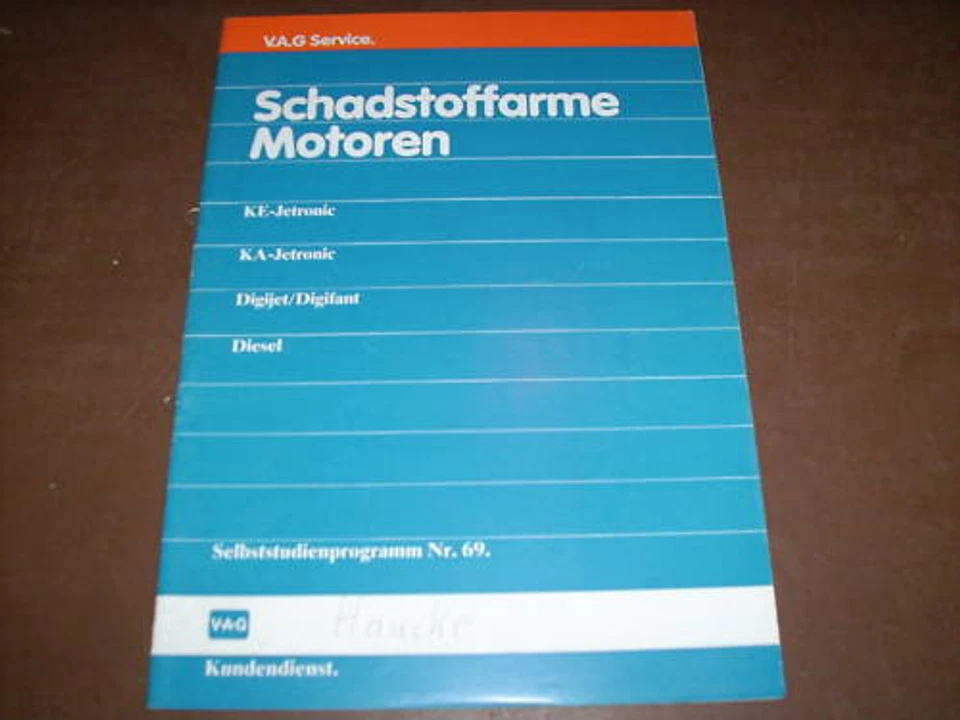 V.A.G Service.
Schadstoffarme
Motoren
KE-Jetronic
KA-Jetronic
Digijet/Digifant
Diesel
Selbststudienprogramm Nr. 69.
V·A·G
Kundendienst.